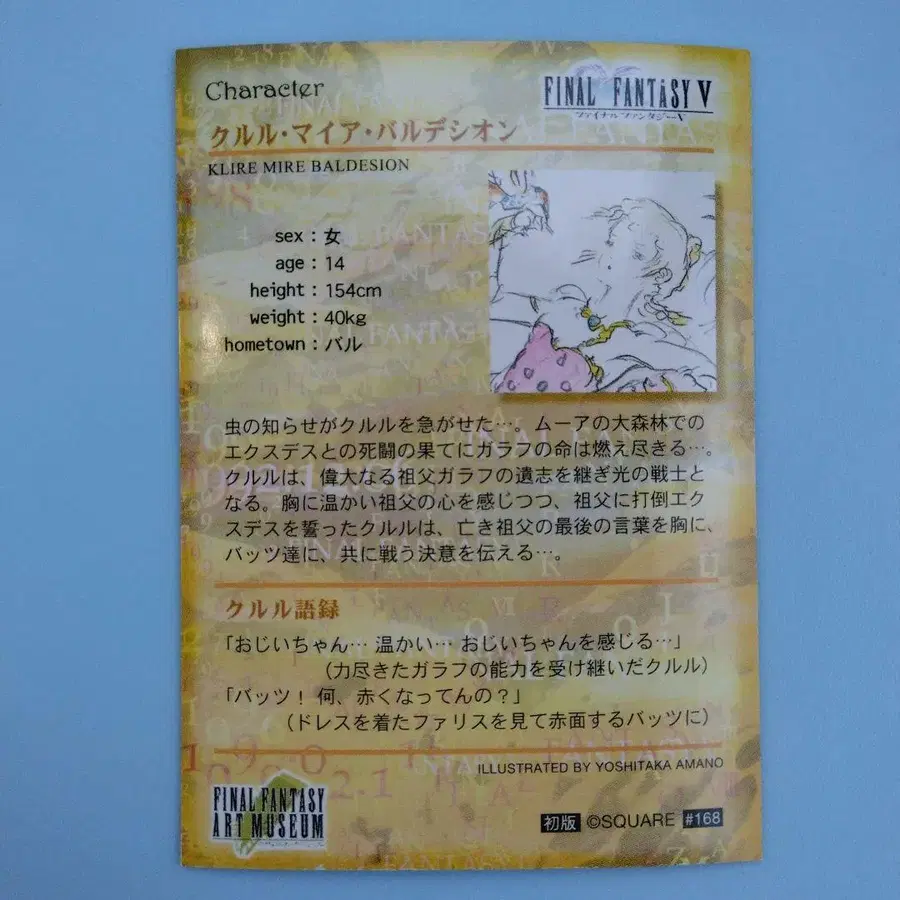 Character
FINAL FANTASY V
ファイナルファンタジーV
クルル・マイア・バルデシオン
KLIRE MIRE BALDESION
sex：女
age：14
height：154cm
weight：40kg
hometown：バル
虫の知らせがクルルを急がせた…。ムーアの大森林での
エクスデスとの死闘の果てにガラフの命は燃え尽きる…。
クルルは、偉大なる祖父ガラフの遺志を継ぎ光の戦士と
なる。胸に温かい祖父の心を感じつつ、祖父に打倒エク
スデスを誓ったクルルは、亡き祖父の最後の言葉を胸に、
バッツ達に、共に戦う決意を伝える…。
クルル語録
「おじいちゃん… 温かい… おじいちゃんを感じる…」
（力尽きたガラフの能力を受け継いだクルル）
「バッツ！ 何、赤くなってんの？」
（ドレスを着たファリスを見て赤面するバッツに）
ILLUSTRATED BY YOSHITAKA AMANO
FINAL FANTASY
ART MUSEUM
初版 ©SQUARE #168